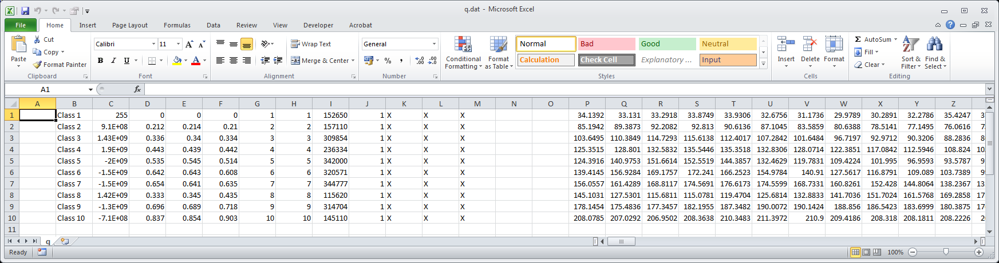 q.dat - Microsoft Excel
File Home Insert Page Layout Formulas Data Review View Developer Acrobat
Cut Calibri 11 Wrap Text General Normal Bad Good Neutral AutoSum
Copy Fill
Paste Format Painter B I U Merge & Center $ % , Conditional Formatting Format as Table Calculation Check Cell Explanatory ... Input Insert Delete Format Clear Sort & Filter Find & Select
Clipboard Font Alignment Number Styles Cells Editing
A1 fx
A B C D E F G H I J K L M N O P Q R S T U V W X Y Z
1 Class 1 255 0 0 0 1 1 152650 1 X X X 34.1392 33.131 33.2918 33.8749 33.9306 32.6756 31.1736 29.9789 30.2891 32.2786 35.4247 3
2 Class 2 9.1E+08 0.212 0.214 0.21 2 2 157110 1 X X X 85.1942 89.3873 92.2082 92.813 90.6136 87.1045 83.5859 80.6388 78.5141 77.1495 76.0616 7
3 Class 3 1.43E+09 0.336 0.34 0.334 3 3 309854 1 X X X 103.6495 110.3849 114.7293 115.6138 112.4017 107.2842 101.6484 96.7197 92.9712 90.3206 88.2836 8
4 Class 4 1.9E+09 0.443 0.439 0.442 4 4 236334 1 X X X 125.3515 128.801 132.5832 135.5446 135.3518 132.8306 128.0714 122.3851 117.0842 112.5946 108.824 10
5 Class 5 -2E+09 0.535 0.545 0.514 5 5 342000 1 X X X 124.3916 140.9753 151.6614 152.5519 144.3857 132.4629 119.7831 109.4224 101.995 96.9593 93.5787 9
6 Class 6 -1.5E+09 0.642 0.643 0.608 6 6 320571 1 X X X 139.4145 156.9284 169.1757 172.241 166.2523 154.9784 140.91 127.5617 116.8791 109.089 103.7389 9
7 Class 7 -1.5E+09 0.654 0.641 0.635 7 7 344777 1 X X X 156.0557 161.4289 168.8117 174.5691 176.6173 174.5599 168.7331 160.8261 152.428 144.8064 138.2367 13
8 Class 8 1.42E+09 0.333 0.345 0.435 8 8 115620 1 X X X 145.1031 127.5301 115.6811 115.0781 119.4704 125.6814 132.8833 141.7036 151.7024 161.5768 169.2858 17
9 Class 9 -1.3E+09 0.696 0.689 0.718 9 9 314704 1 X X X 178.1454 175.4836 177.3457 182.1955 187.3482 190.0072 190.1424 188.856 186.5423 183.6999 180.3875 17
10 Class 10 -7.1E+08 0.837 0.854 0.903 10 10 145110 1 X X X 208.0785 207.0292 206.9502 208.3638 210.3483 211.3972 210.9 209.4186 208.318 208.1811 208.2226 2
11
q
Ready 100%